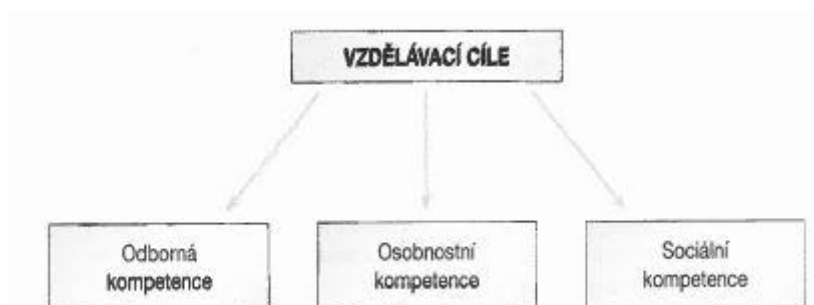 VZDĚLÁVACÍ CÍLE
Odborná
kompetence
Osobnostní
kompetence
Sociální
kompetence